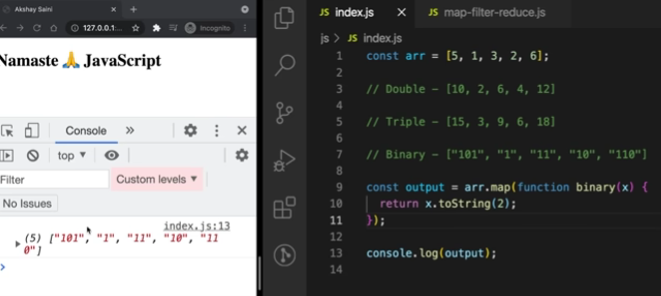 Akshay Saini
127.0.0.1:
Incognito
Namaste 🙏 JavaScript
Console
top ▼
Filter
Custom levels ▼
No Issues
index.js:13
(5) ["101", "1", "11", "10", "11
0"]
JS index.js
JS map-filter-reduce.js
js > JS index.js
1 const arr = [5, 1, 3, 2, 6];
2
3 // Double - [10, 2, 6, 4, 12]
4
5 // Triple - [15, 3, 9, 6, 18]
6
7 // Binary - ["101", "1", "11", "10", "110"]
8
9 const output = arr.map(function binary(x) {
10 return x.toString(2);
11 });
12
13 console.log(output);
14